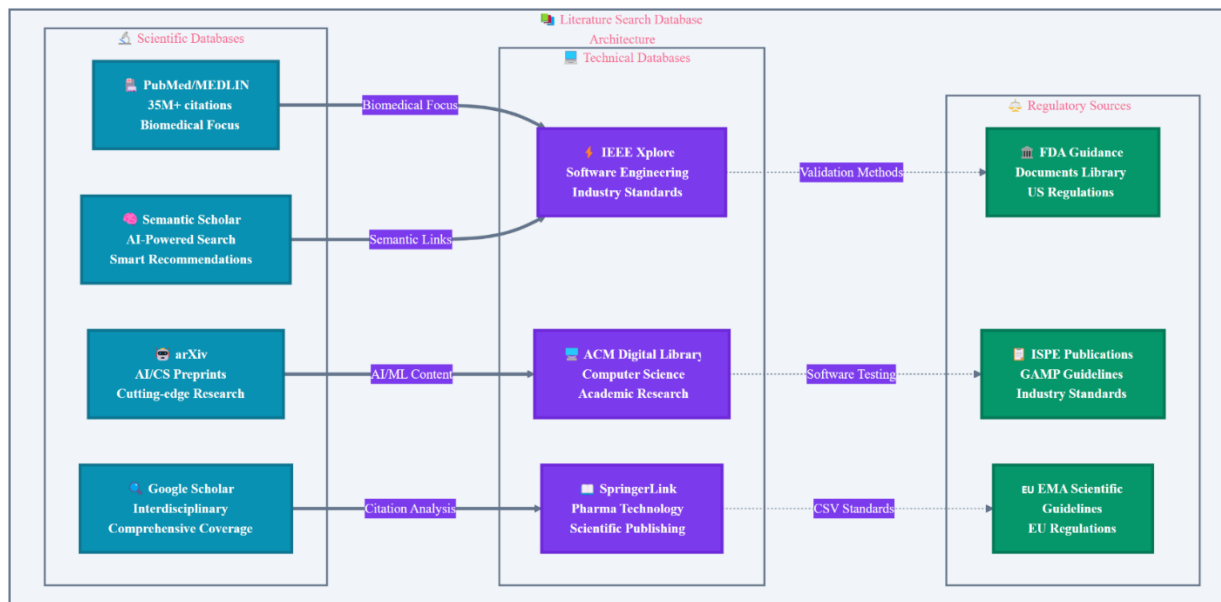 📚 Literature Search Database
Architecture
🔬 Scientific Databases
PubMed/MEDLIN
35M+ citations
Biomedical Focus
🧠 Semantic Scholar
AI-Powered Search
Smart Recommendations
🤖 arXiv
AI/CS Preprints
Cutting-edge Research
🔍 Google Scholar
Interdisciplinary
Comprehensive Coverage
Biomedical Focus
Semantic Links
AI/ML Content
Citation Analysis
💻 Technical Databases
⚡ IEEE Xplore
Software Engineering
Industry Standards
💻 ACM Digital Library
Computer Science
Academic Research
📖 SpringerLink
Pharma Technology
Scientific Publishing
Validation Methods
Software Testing
CSV Standards
⚖️ Regulatory Sources
🏛️ FDA Guidance
Documents Library
US Regulations
📋 ISPE Publications
GAMP Guidelines
Industry Standards
EU EMA Scientific
Guidelines
EU Regulations